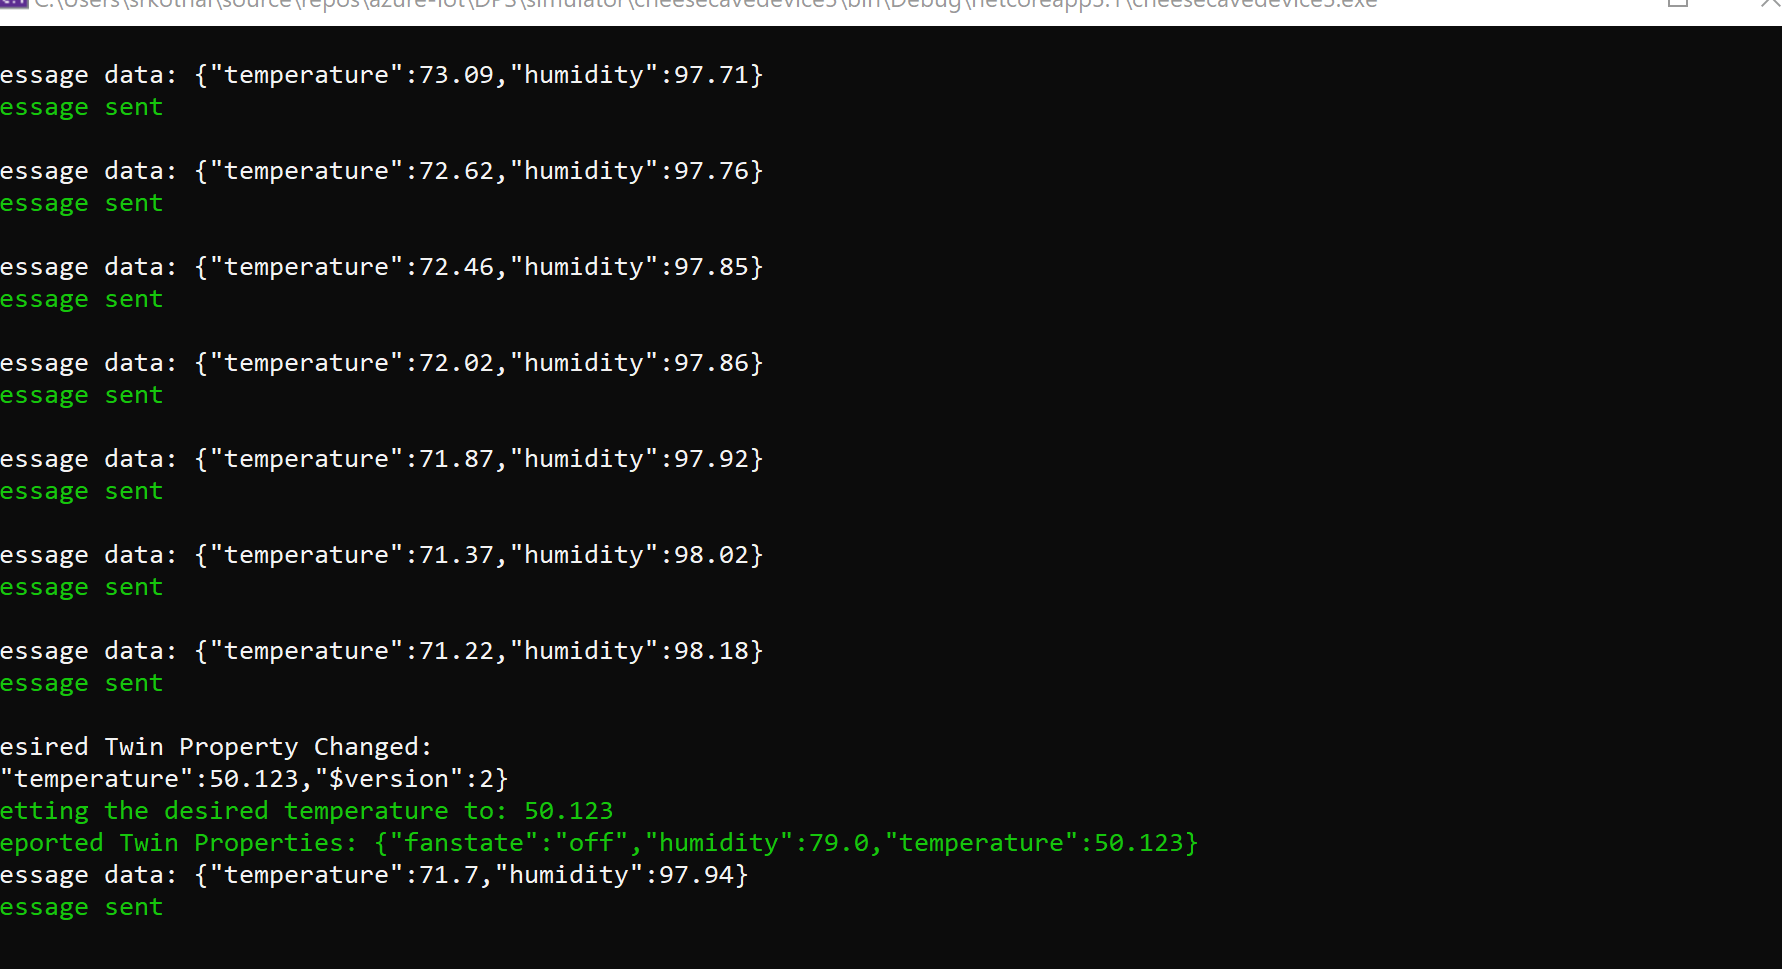 C:\Users\srkothal\source\repos\azure-iot\DPS\simulator\cheesecavedevice5\bin\Debug\netcoreapp3.1\cheesecavedevice5.exe
essage data: {"temperature":73.09,"humidity":97.71}
essage sent
essage data: {"temperature":72.62,"humidity":97.76}
essage sent
essage data: {"temperature":72.46,"humidity":97.85}
essage sent
essage data: {"temperature":72.02,"humidity":97.86}
essage sent
essage data: {"temperature":71.87,"humidity":97.92}
essage sent
essage data: {"temperature":71.37,"humidity":98.02}
essage sent
essage data: {"temperature":71.22,"humidity":98.18}
essage sent
esired Twin Property Changed:
"temperature":50.123,"$version":2}
etting the desired temperature to: 50.123
eported Twin Properties: {"fanstate":"off","humidity":79.0,"temperature":50.123}
essage data: {"temperature":71.7,"humidity":97.94}
essage sent